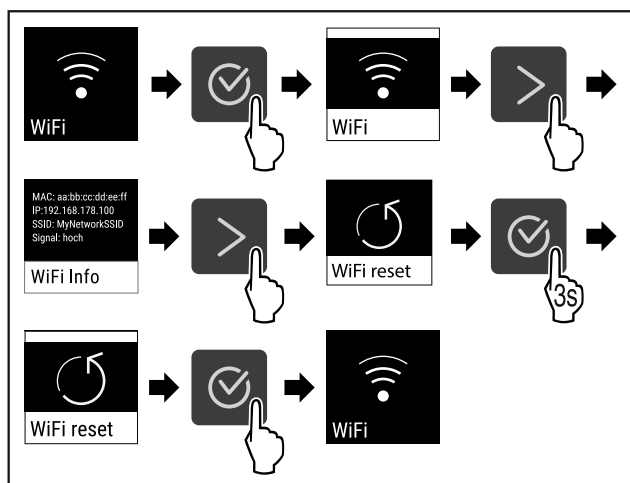 WiFi
WiFi
MAC: aa:bb:cc:dd:ee:ff
IP:192.168.178.100
SSID: MyNetworkSSID
Signal: hoch
WiFi Info
WiFi reset
3s
WiFi reset
WiFi